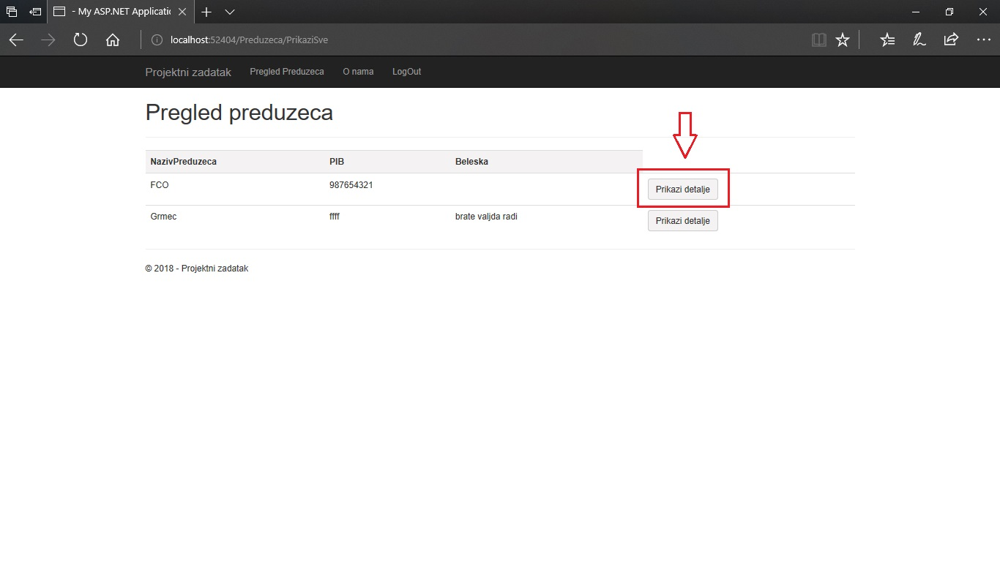 - My ASP.NET Applicatic
localhost:52404/Preduzeca/PrikaziSve
Projektni zadatak Pregled Preduzeca O nama LogOut
Pregled preduzeca
NazivPreduzeca PIB Beleska
FCO 987654321 Prikazi detalje
Grmec ffff brate valjda radi Prikazi detalje
© 2018 - Projektni zadatak